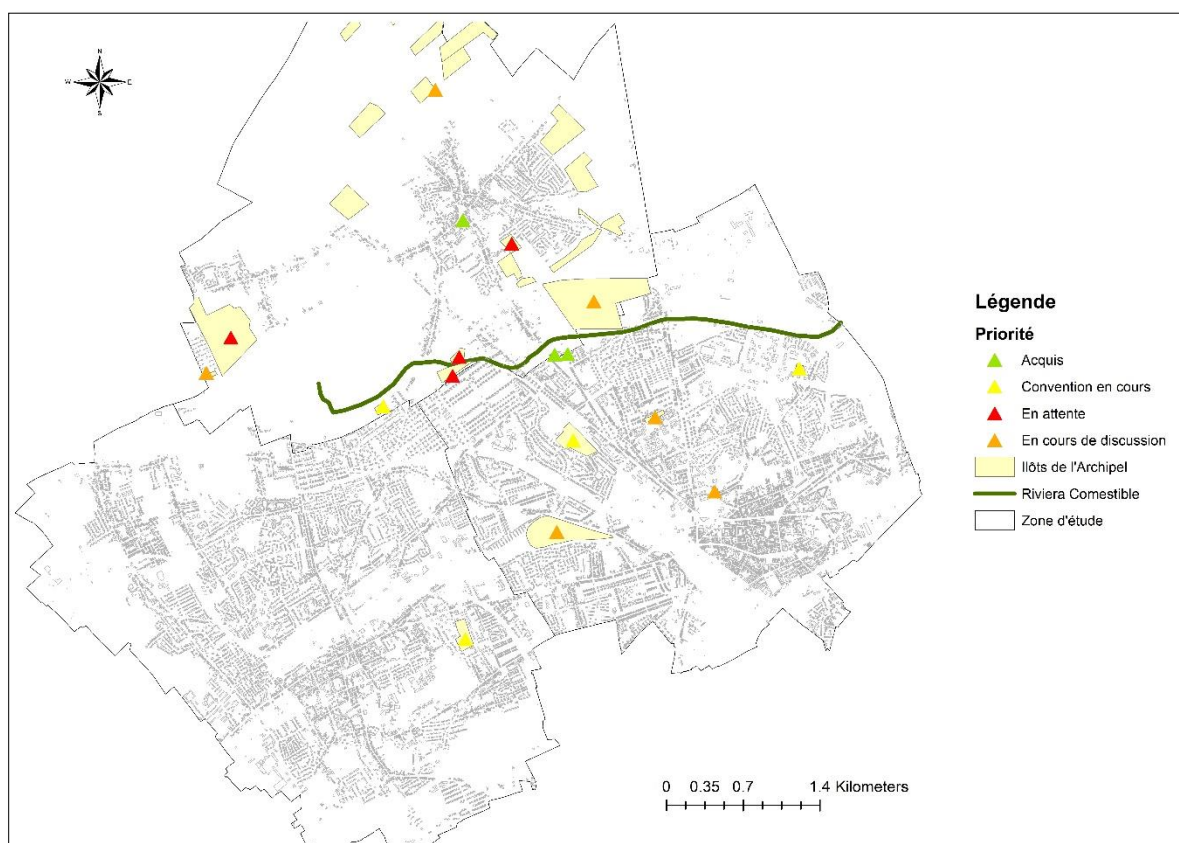 N
W E
S
Légende
Priorité
Acquis
Convention en cours
En attente
En cours de discussion
Ilôts de l'Archipel
Riviera Comestible
Zone d'étude
0 0.35 0.7 1.4 Kilometers